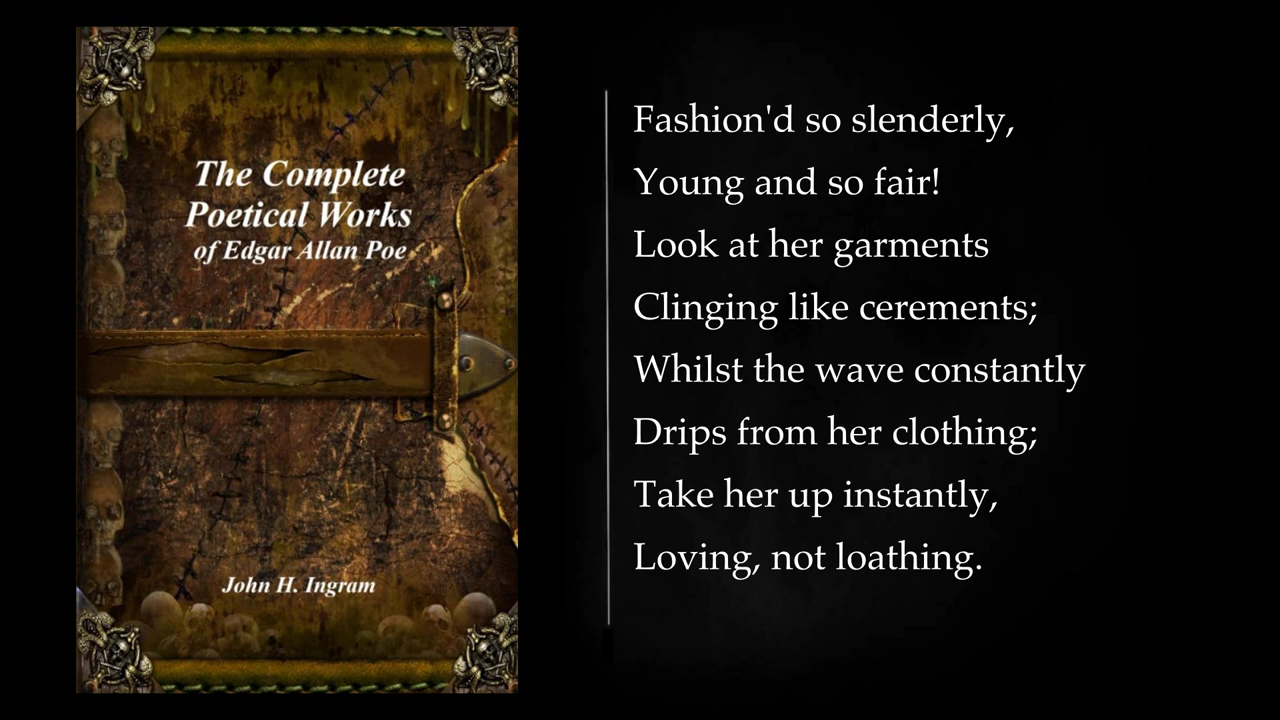 The Complete
Poetical Works
of Edgar Allan Poe
John H. Ingram
Fashion'd so slenderly,
Young and so fair!
Look at her garments
Clinging like cerements;
Whilst the wave constantly
Drips from her clothing;
Take her up instantly,
Loving, not loathing.